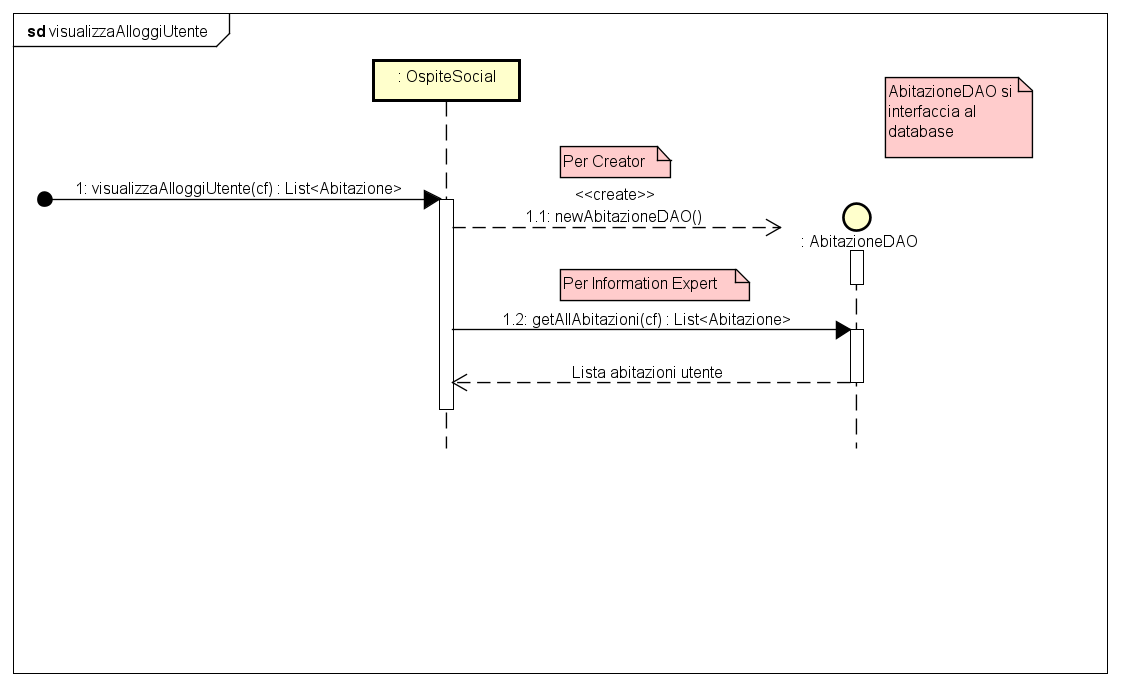 sd visualizzaAlloggiUtente
: OspiteSocial
AbitazioneDAO si
interfaccia al
database
Per Creator
<<create>>
1: visualizzaAlloggiUtente(cf) : List<Abitazione>
1.1: newAbitazioneDAO()
: AbitazioneDAO
Per Information Expert
1.2: getAllAbitazioni(cf) : List<Abitazione>
Lista abitazioni utente